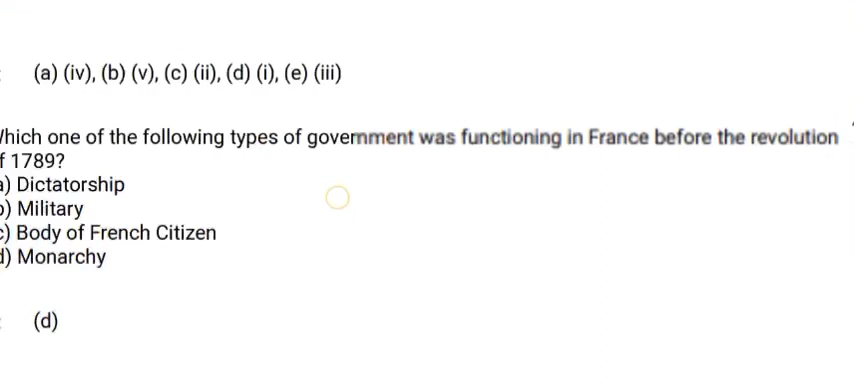 (a) (iv), (b) (v), (c) (ii), (d) (i), (e) (iii)
hich one of the following types of government was functioning in France before the revolution
f 1789?
) Dictatorship
) Military
) Body of French Citizen
) Monarchy
(d)